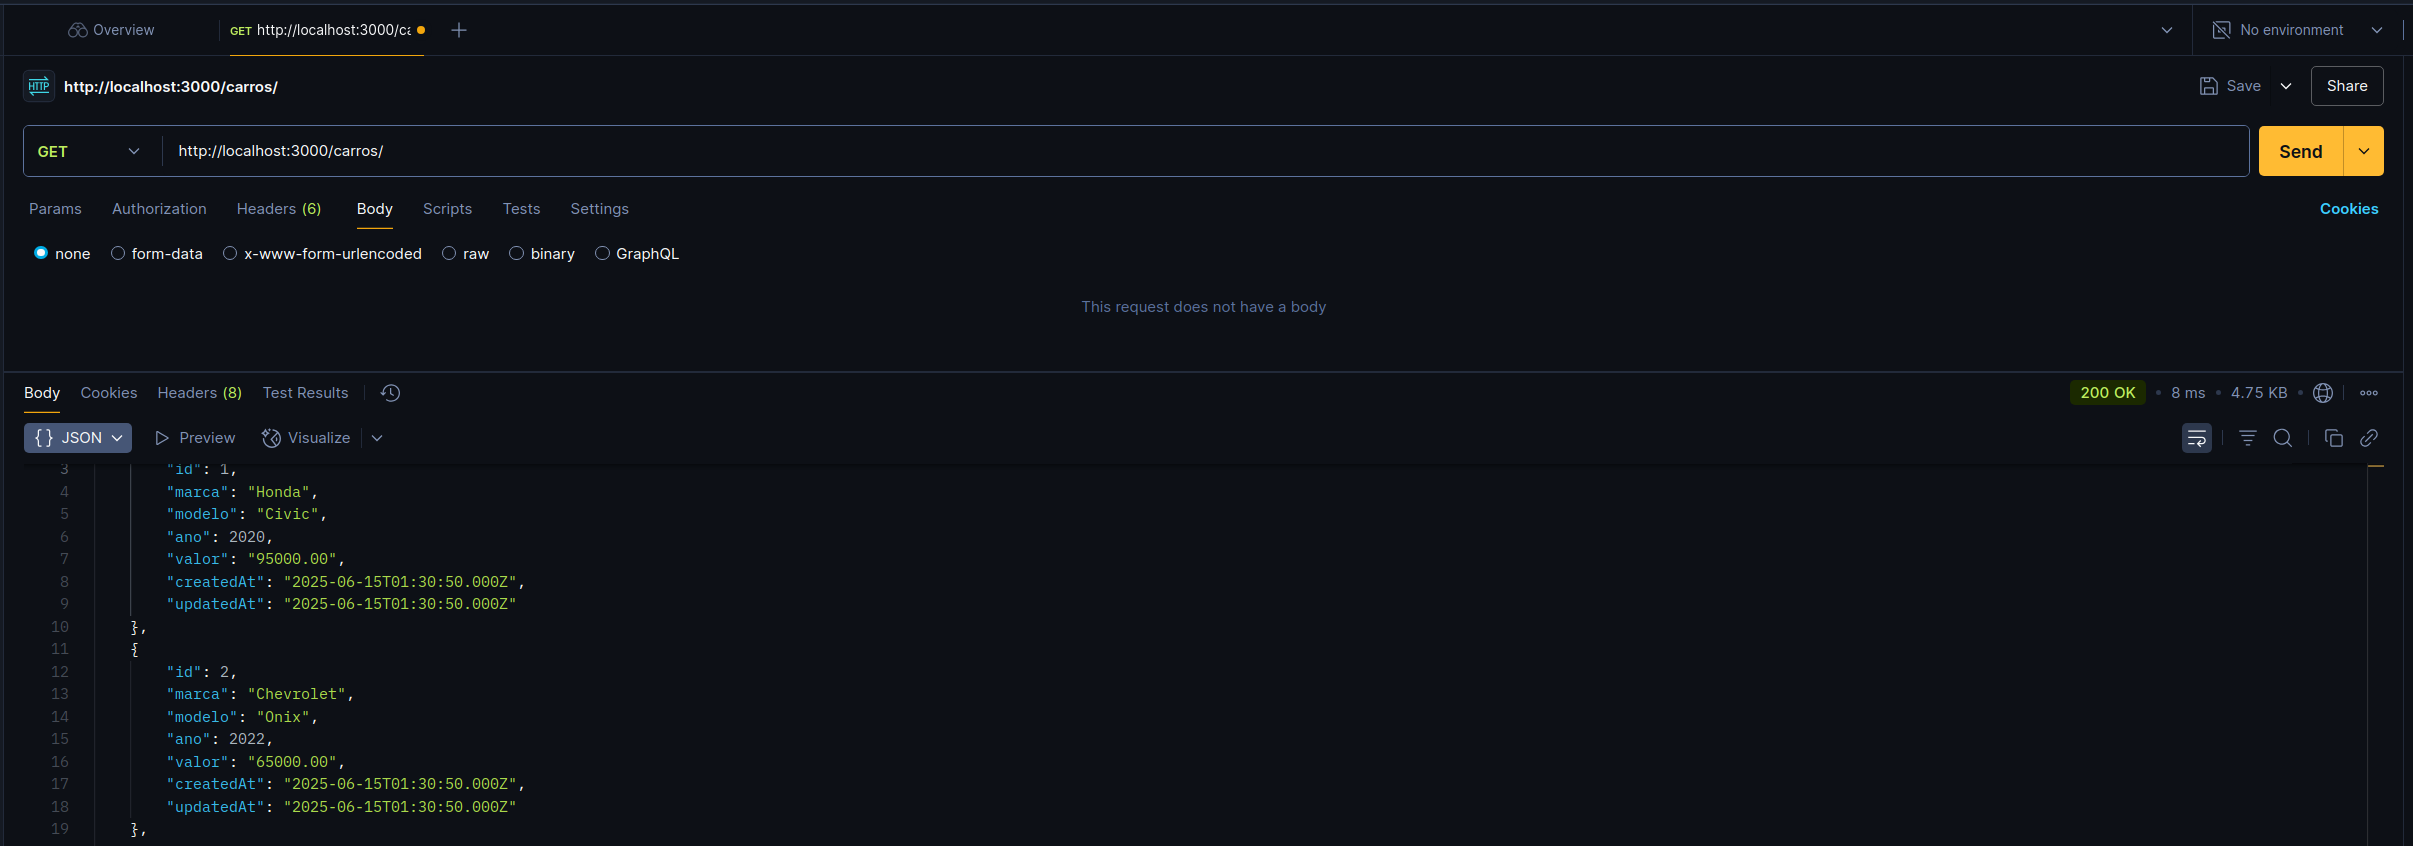 Overview
GET http://localhost:3000/ca
No environment
HTTP http://localhost:3000/carros/
Save
Share
GET http://localhost:3000/carros/
Send
Params Authorization Headers (6) Body Scripts Tests Settings Cookies
none form-data x-www-form-urlencoded raw binary GraphQL
This request does not have a body
Body Cookies Headers (8) Test Results 200 OK • 8 ms • 4.75 KB •
{ } JSON Preview Visualize
3 "id": 1,
4 "marca": "Honda",
5 "modelo": "Civic",
6 "ano": 2020,
7 "valor": "95000.00",
8 "createdAt": "2025-06-15T01:30:50.000Z",
9 "updatedAt": "2025-06-15T01:30:50.000Z"
10 },
11 {
12 "id": 2,
13 "marca": "Chevrolet",
14 "modelo": "Onix",
15 "ano": 2022,
16 "valor": "65000.00",
17 "createdAt": "2025-06-15T01:30:50.000Z",
18 "updatedAt": "2025-06-15T01:30:50.000Z"
19 },